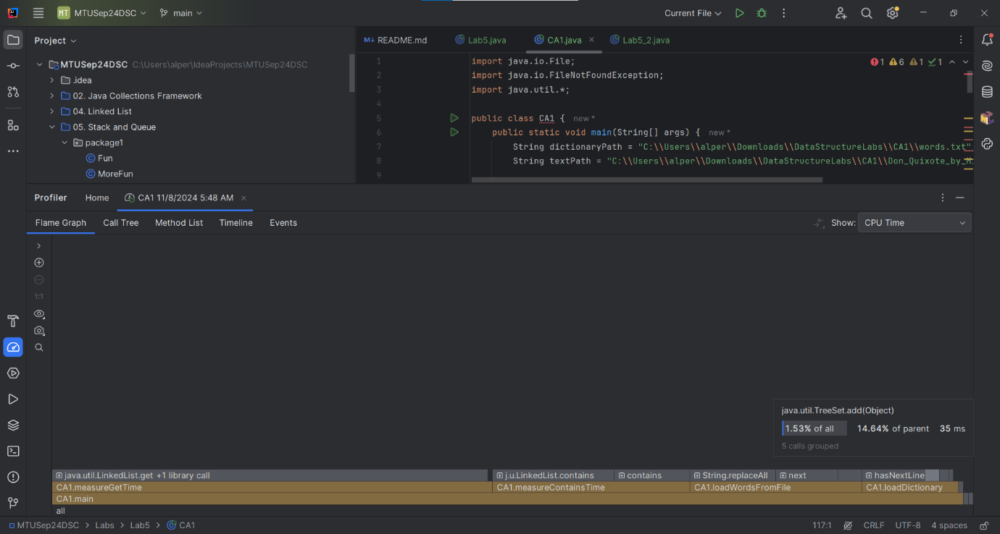 MT MTUSep24DSC main Current File
Project
MTUSep24DSC C:\Users\alper\IdeaProjects\MTUSep24DSC
.idea
02. Java Collections Framework
04. Linked List
05. Stack and Queue
package1
Fun
MoreFun
M↓ README.md Lab5.java CA1.java Lab5_2.java
1 import java.io.File; 1 6 1 1
2 import java.io.FileNotFoundException;
3 import java.util.*;
4
5 public class CA1 { new *
6 public static void main(String[] args) { new *
7 String dictionaryPath = "C:\\Users\\alper\\Downloads\\DataStructureLabs\\CA1\\words.txt"
8 String textPath = "C:\\Users\\alper\\Downloads\\DataStructureLabs\\CA1\\Don_Quixote_by_M
9
Profiler Home CA1 11/8/2024 5:48 AM
Flame Graph Call Tree Method List Timeline Events Show: CPU Time
1:1
java.util.TreeSet.add(Object)
1.53% of all 14.64% of parent 35 ms
5 calls grouped
java.util.LinkedList.get +1 library call j.u.LinkedList.contains contains String.replaceAll next hasNextLine
CA1.measureGetTime CA1.measureContainsTime CA1.loadWordsFromFile CA1.loadDictionary
CA1.main
all
MTUSep24DSC > Labs > Lab5 > CA1 117:1 CRLF UTF-8 4 spaces